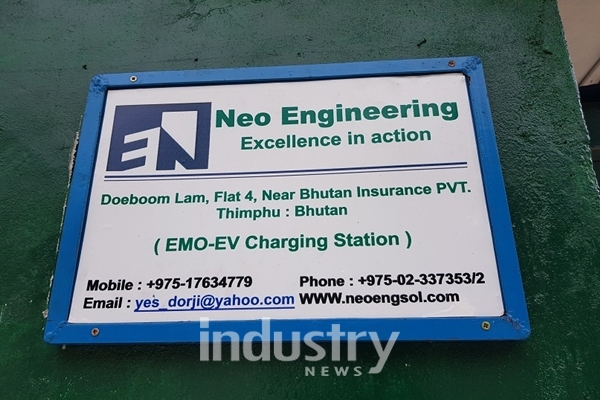 EN
Neo Engineering
Excellence in action
Doeboom Lam, Flat 4, Near Bhutan Insurance PVT.
Thimphu : Bhutan
( EMO-EV Charging Station )
Mobile : +975-17634779 Phone : +975-02-337353/2
Email : yes_dorji@yahoo.com WWW.neoengsol.com
industry
NEWS